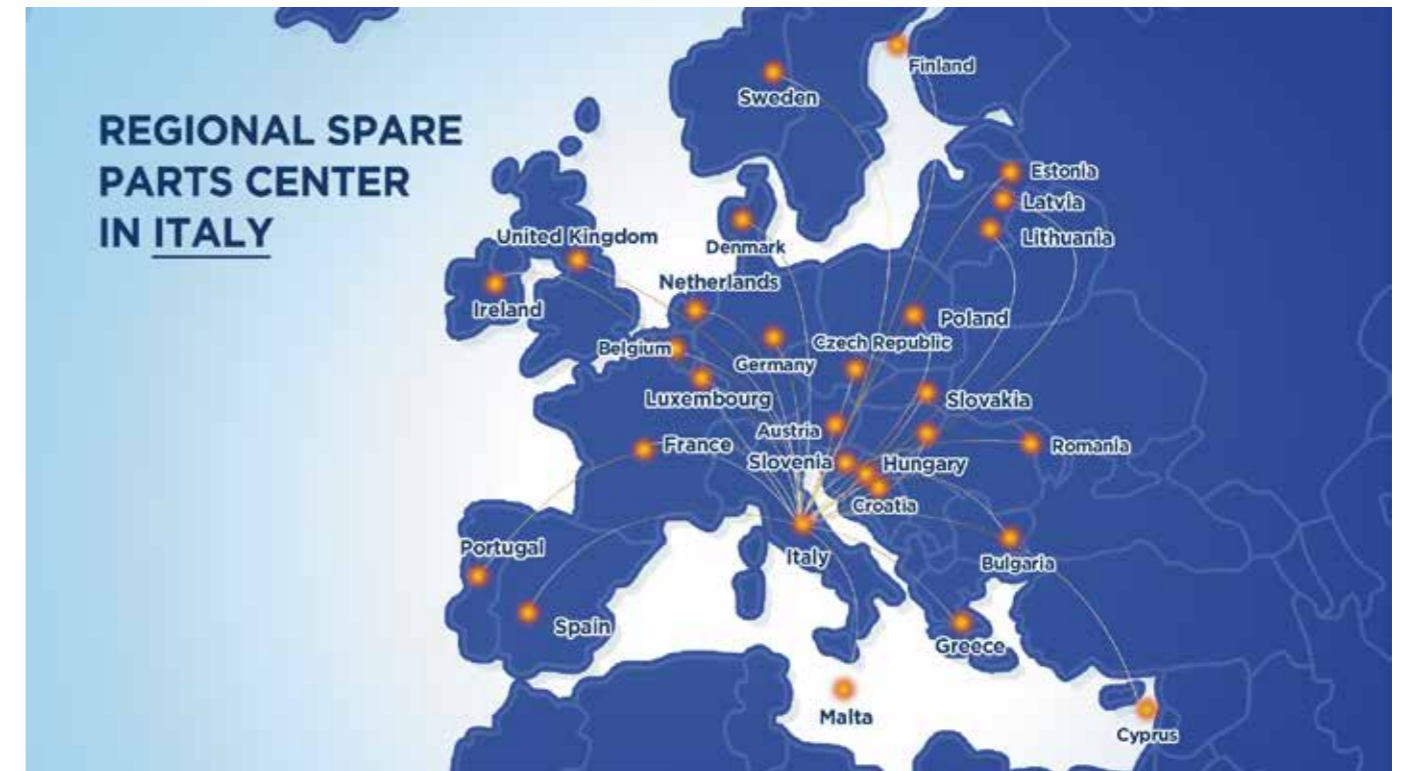 REGIONAL SPARE
PARTS CENTER
IN ITALY
Finland
Sweden
Estonia
Latvia
Lithuania
United Kingdom
Denmark
Netherlands
Ireland
Poland
Czech Republic
Belgium
Germany
Luxembourg
Slovakia
Austria
France
Romania
Slovenia
Hungary
Croatia
Portugal
Italy
Bulgaria
Spain
Greece
Malta
Cyprus